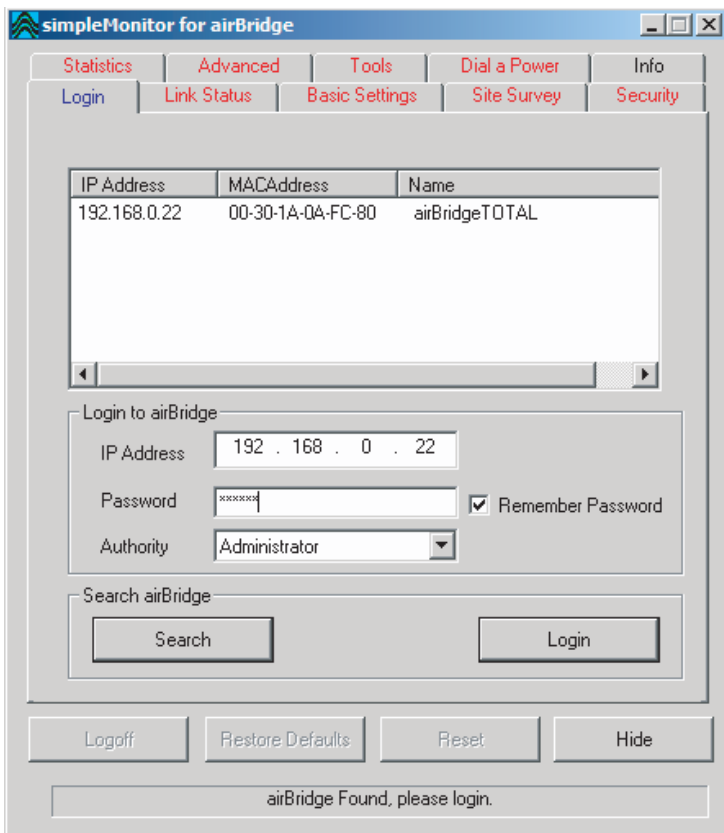 simpleMonitor for airBridge
Statistics Advanced Tools Dial a Power Info
Login Link Status Basic Settings Site Survey Security
IP Address MACAddress Name
192.168.0.22 00-30-1A-0A-FC-80 airBridgeTOTAL
Login to airBridge
IP Address 192 . 168 . 0 . 22
Password ****** Remember Password
Authority Administrator
Search airBridge
Search Login
Logoff Restore Defaults Reset Hide
airBridge Found, please login.